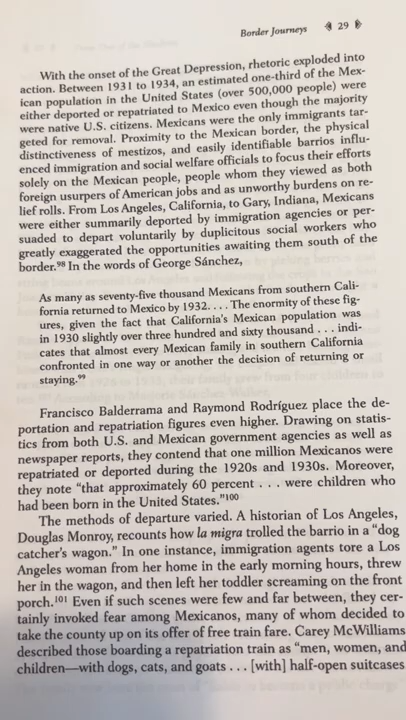 Border Journeys 29
With the onset of the Great Depression, rhetoric exploded into
action. Between 1931 to 1934, an estimated one-third of the Mex-
ican population in the United States (over 500,000 people) were
either deported or repatriated to Mexico even though the majority
were native U.S. citizens. Mexicans were the only immigrants tar-
geted for removal. Proximity to the Mexican border, the physical
distinctiveness of mestizos, and easily identifiable barrios influ-
enced immigration and social welfare officials to focus their efforts
solely on the Mexican people, people whom they viewed as both
foreign usurpers of American jobs and as unworthy burdens on re-
lief rolls. From Los Angeles, California, to Gary, Indiana, Mexicans
were either summarily deported by immigration agencies or per-
suaded to depart voluntarily by duplicitous social workers who
greatly exaggerated the opportunities awaiting them south of the
border.⁹⁸ In the words of George Sánchez,
As many as seventy-five thousand Mexicans from southern Cali-
fornia returned to Mexico by 1932. . . . The enormity of these fig-
ures, given the fact that California's Mexican population was
in 1930 slightly over three hundred and sixty thousand . . . indi-
cates that almost every Mexican family in southern California
confronted in one way or another the decision of returning or
staying.⁹⁹
Francisco Balderrama and Raymond Rodríguez place the de-
portation and repatriation figures even higher. Drawing on statis-
tics from both U.S. and Mexican government agencies as well as
newspaper reports, they contend that one million Mexicanos were
repatriated or deported during the 1920s and 1930s. Moreover,
they note "that approximately 60 percent . . . were children who
had been born in the United States."¹⁰⁰
The methods of departure varied. A historian of Los Angeles,
Douglas Monroy, recounts how la migra trolled the barrio in a "dog
catcher's wagon." In one instance, immigration agents tore a Los
Angeles woman from her home in the early morning hours, threw
her in the wagon, and then left her toddler screaming on the front
porch.¹⁰¹ Even if such scenes were few and far between, they cer-
tainly invoked fear among Mexicanos, many of whom decided to
take the county up on its offer of free train fare. Carey McWilliams
described those boarding a repatriation train as "men, women, and
children—with dogs, cats, and goats . . . [with] half-open suitcases